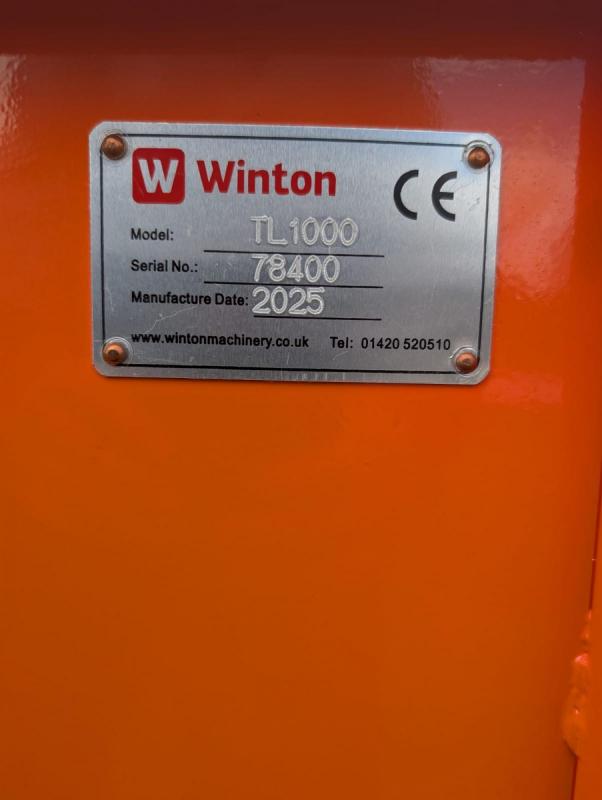 W Winton CE
Model: TL1000
Serial No.: 78400
Manufacture Date: 2025
www.wintonmachinery.co.uk Tel: 01420 520510